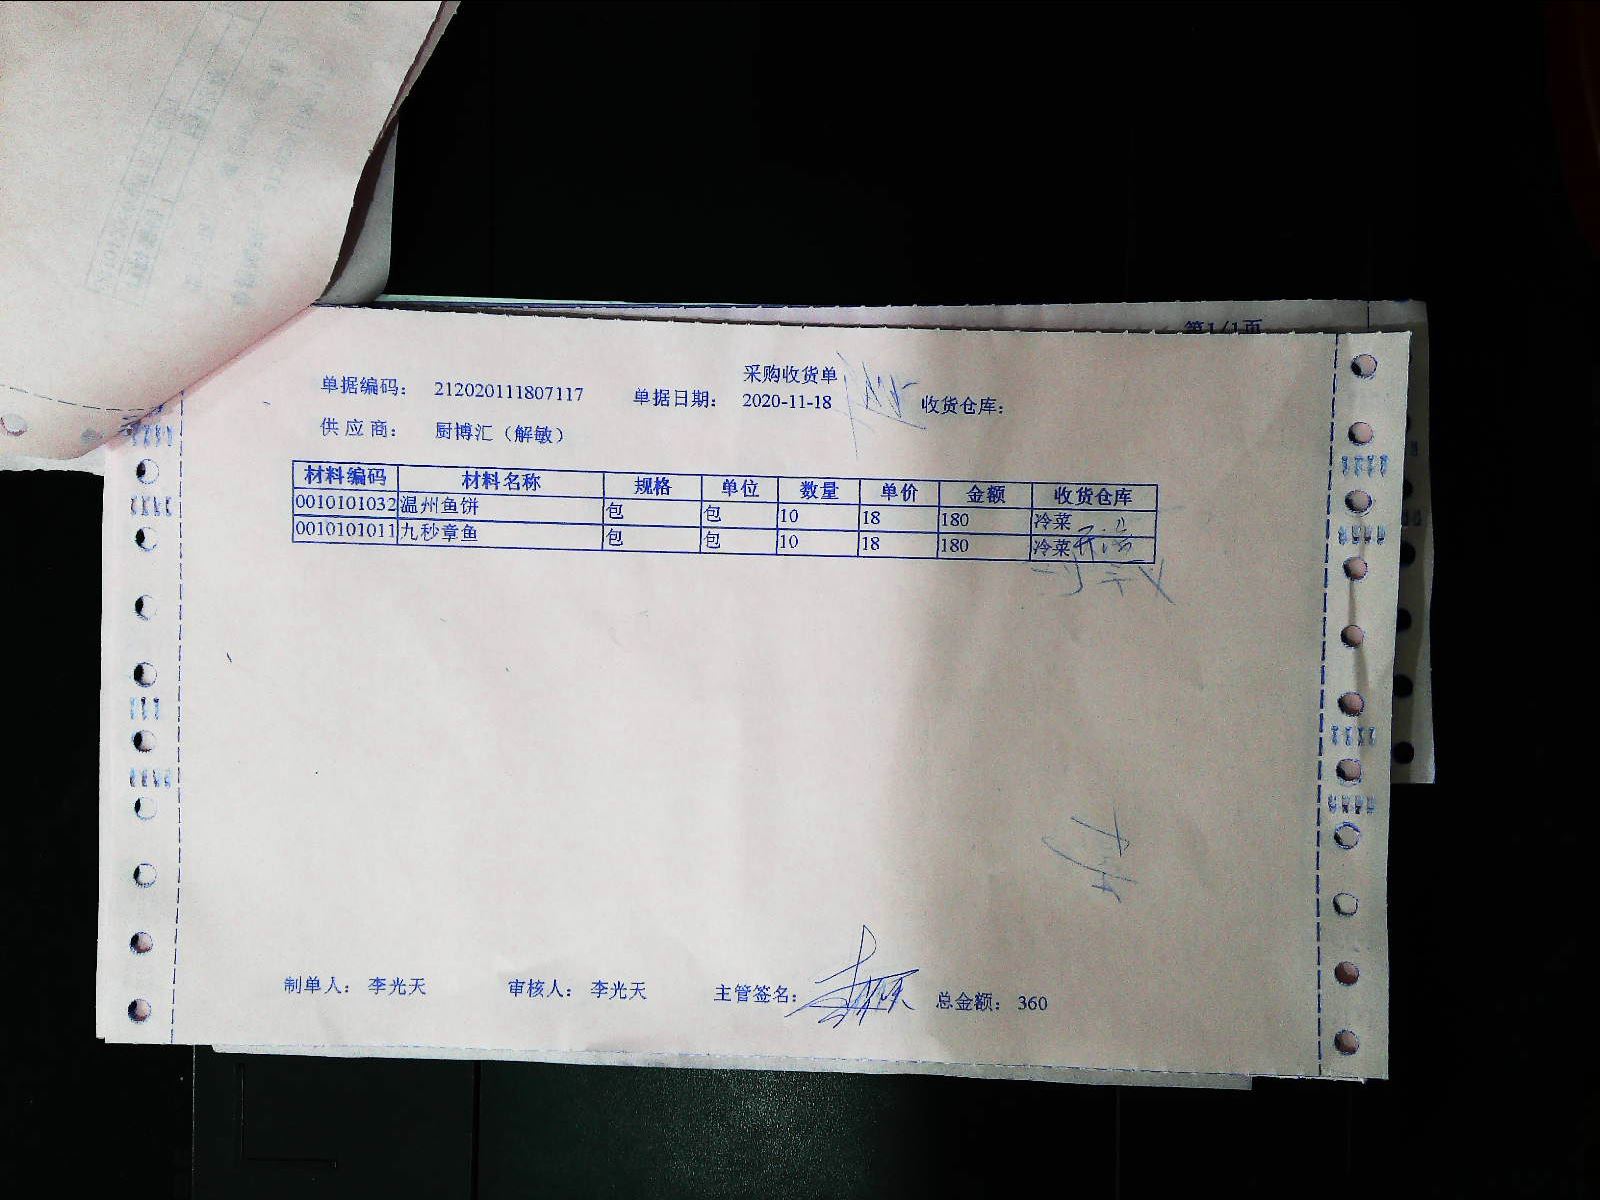 第1/1页
采购收货单
单据编码： 212020111807117 单据日期： 2020-11-18 收货仓库：
供应商： 厨博汇（解敏）
材料编码 材料名称 规格 单位 数量 单价 金额 收货仓库
0010101032 温州鱼饼 包 包 10 18 180 冷菜
0010101011 九秒章鱼 包 包 10 18 180 冷菜
制单人： 李光天 审核人： 李光天 主管签名： 总金额： 360